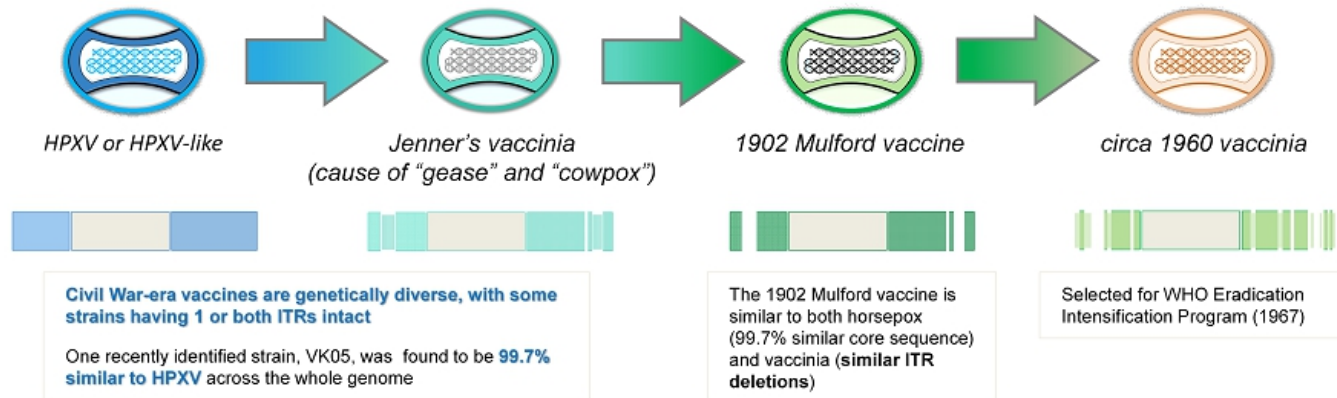 HPXV or HPXV-like
Jenner's vaccinia
(cause of "gease" and "cowpox")
1902 Mulford vaccine
circa 1960 vaccinia
Civil War-era vaccines are genetically diverse, with some
strains having 1 or both ITRs intact
One recently identified strain, VK05, was found to be 99.7%
similar to HPXV across the whole genome
The 1902 Mulford vaccine is
similar to both horsepox
(99.7% similar core sequence)
and vaccinia (similar ITR
deletions)
Selected for WHO Eradication
Intensification Program (1967)